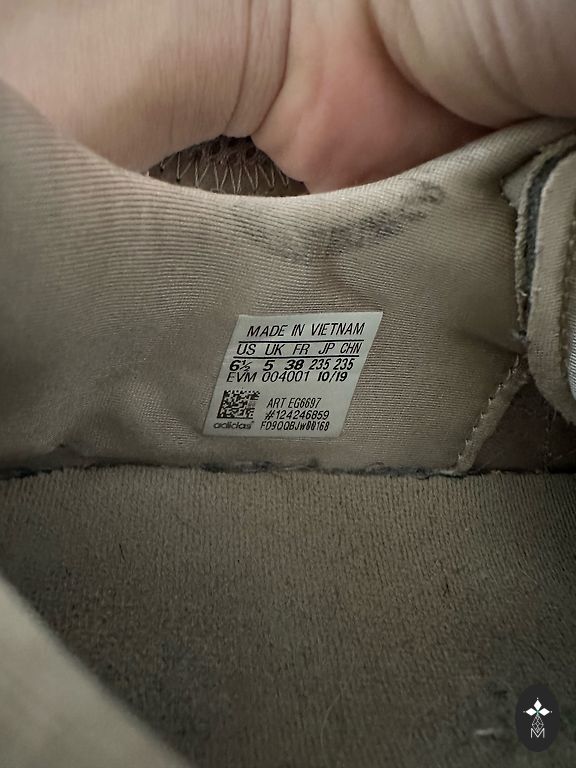 MADE IN VIETNAM
US UK FR JP CHN
6½ 5 38 235 235
EVM 004001 10/19
ART EG6697
#124246859
adidas FD9OQBJW00168